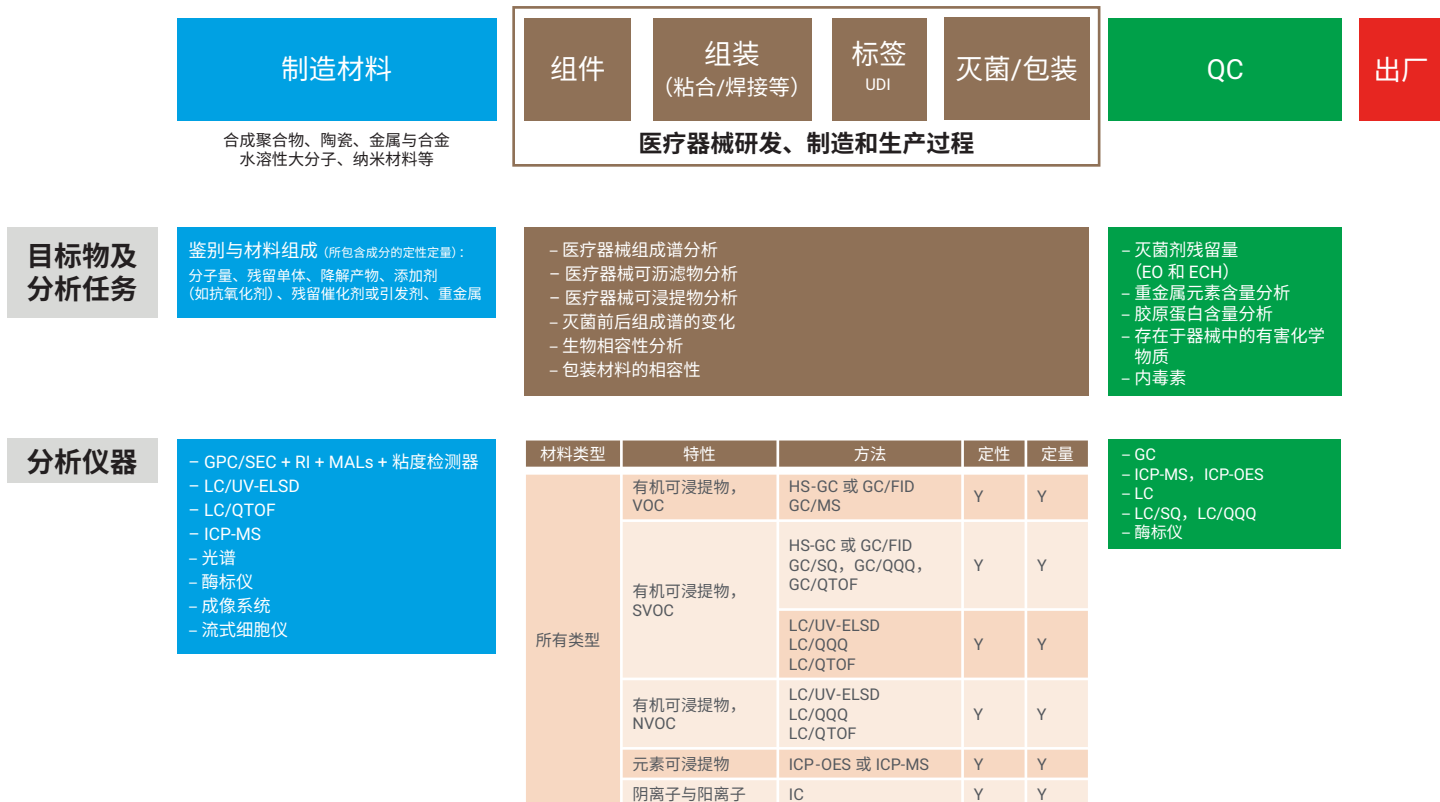 制造材料
合成聚合物、陶瓷、金属与合金
水溶性大分子、纳米材料等
组件
组装
（粘合/焊接等）
标签
UDI
灭菌/包装
医疗器械研发、制造和生产过程
QC
出厂
目标物及
分析任务
鉴别与材料组成（所包含成分的定性定量）：
分子量、残留单体、降解产物、添加剂
（如抗氧化剂）、残留催化剂或引发剂、重金属
– 医疗器械组成谱分析
– 医疗器械可沥滤物分析
– 医疗器械可浸提物分析
– 灭菌前后组成谱的变化
– 生物相容性分析
– 包装材料的相容性
– 灭菌剂残留量
（EO 和 ECH）
– 重金属元素含量分析
– 胶原蛋白含量分析
– 存在于器械中的有害化学
物质
– 内毒素
分析仪器
– GPC/SEC + RI + MALs + 粘度检测器
– LC/UV-ELSD
– LC/QTOF
– ICP-MS
– 光谱
– 酶标仪
– 成像系统
– 流式细胞仪
材料类型 特性 方法 定性 定量
所有类型
有机可浸提物，
VOC
HS-GC 或 GC/FID
GC/MS
Y Y
有机可浸提物，
SVOC
HS-GC 或 GC/FID
GC/SQ，GC/QQQ，
GC/QTOF
Y Y
LC/UV-ELSD
LC/QQQ
LC/QTOF
Y Y
有机可浸提物，
NVOC
LC/UV-ELSD
LC/QQQ
LC/QTOF
Y Y
元素可浸提物 ICP-OES 或 ICP-MS Y Y
阴离子与阳离子 IC Y Y
– GC
– ICP-MS，ICP-OES
– LC
– LC/SQ，LC/QQQ
– 酶标仪